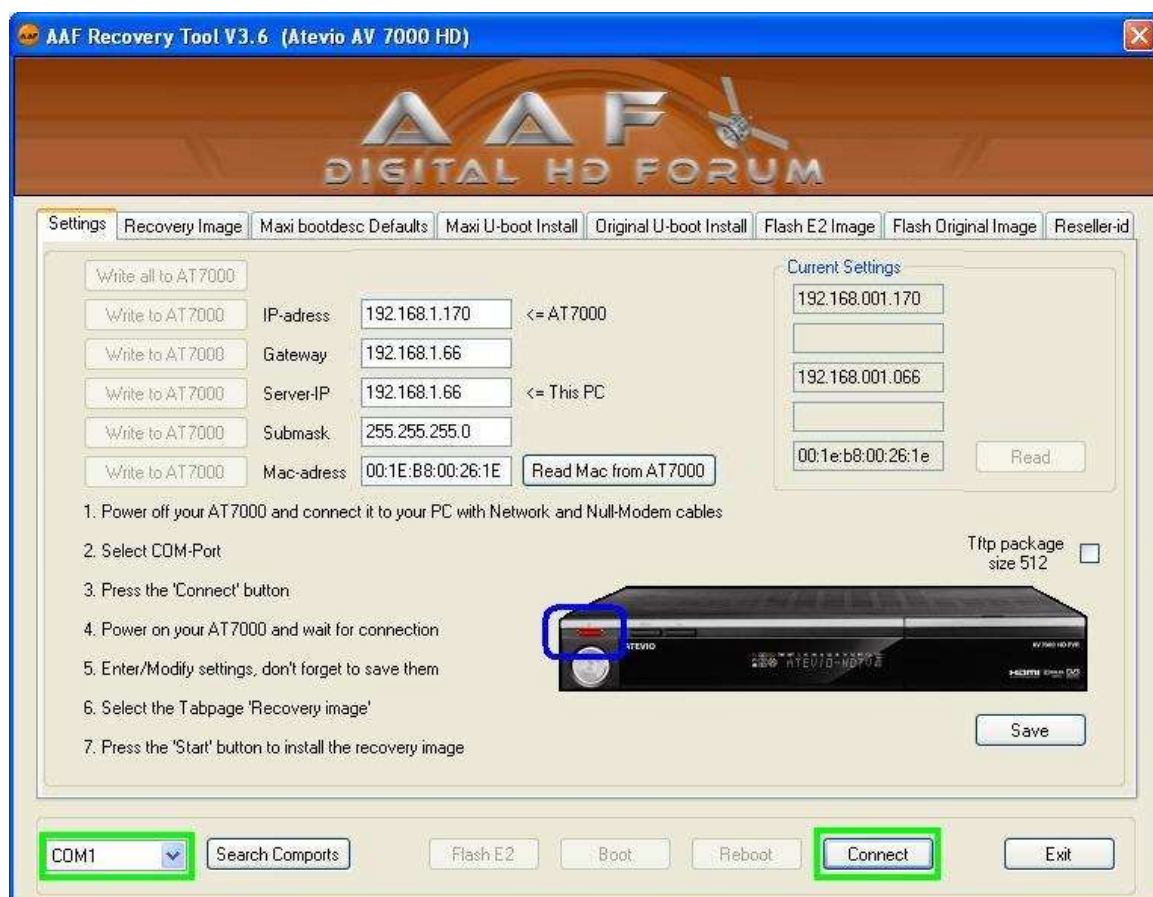 AAF Recovery Tool V3.6 (Atevio AV 7000 HD)
AAF
DIGITAL HD FORUM
Settings Recovery Image Maxi bootdesc Defaults Maxi U-boot Install Original U-boot Install Flash E2 Image Flash Original Image Reseller-id
Write all to AT7000
Current Settings
Write to AT7000 IP-adress 192.168.1.170 <= AT7000 192.168.001.170
Write to AT7000 Gateway 192.168.1.66
Write to AT7000 Server-IP 192.168.1.66 <= This PC 192.168.001.066
Write to AT7000 Submask 255.255.255.0
Write to AT7000 Mac-adress 00:1E:B8:00:26:1E Read Mac from AT7000 00:1e:b8:00:26:1e Read
1. Power off your AT7000 and connect it to your PC with Network and Null-Modem cables
2. Select COM-Port
Tftp package
size 512
3. Press the 'Connect' button
4. Power on your AT7000 and wait for connection
ATEVIO
AV 7000 HD PVR
HDMI
5. Enter/Modify settings, don't forget to save them
6. Select the Tabpage 'Recovery image'
Save
7. Press the 'Start' button to install the recovery image
COM1 Search Comports Flash E2 Boot Reboot Connect Exit